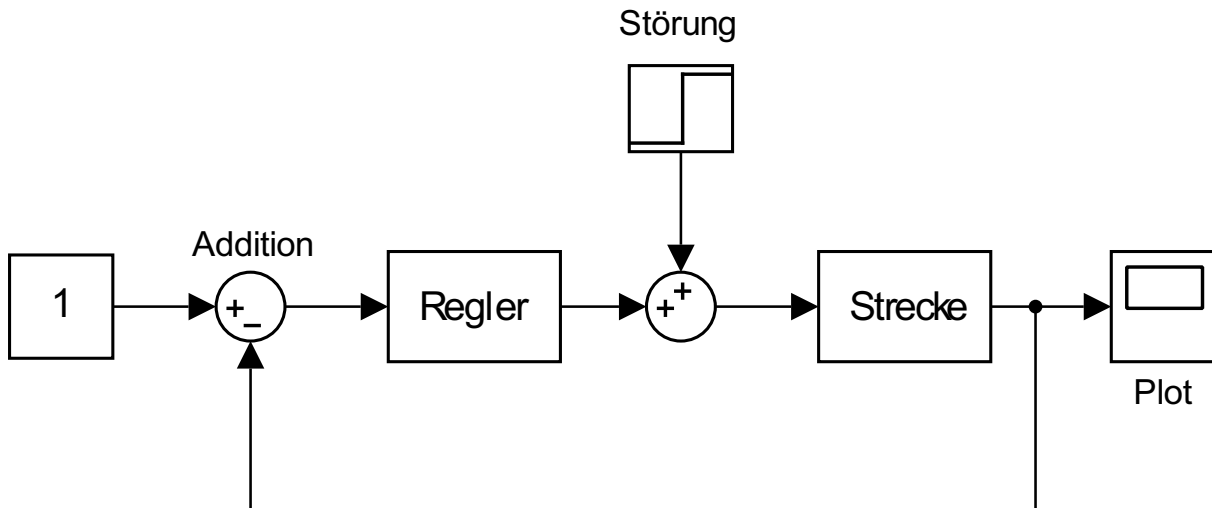 Störung
Addition
1
+
−
Regler
+
+
Strecke
Plot